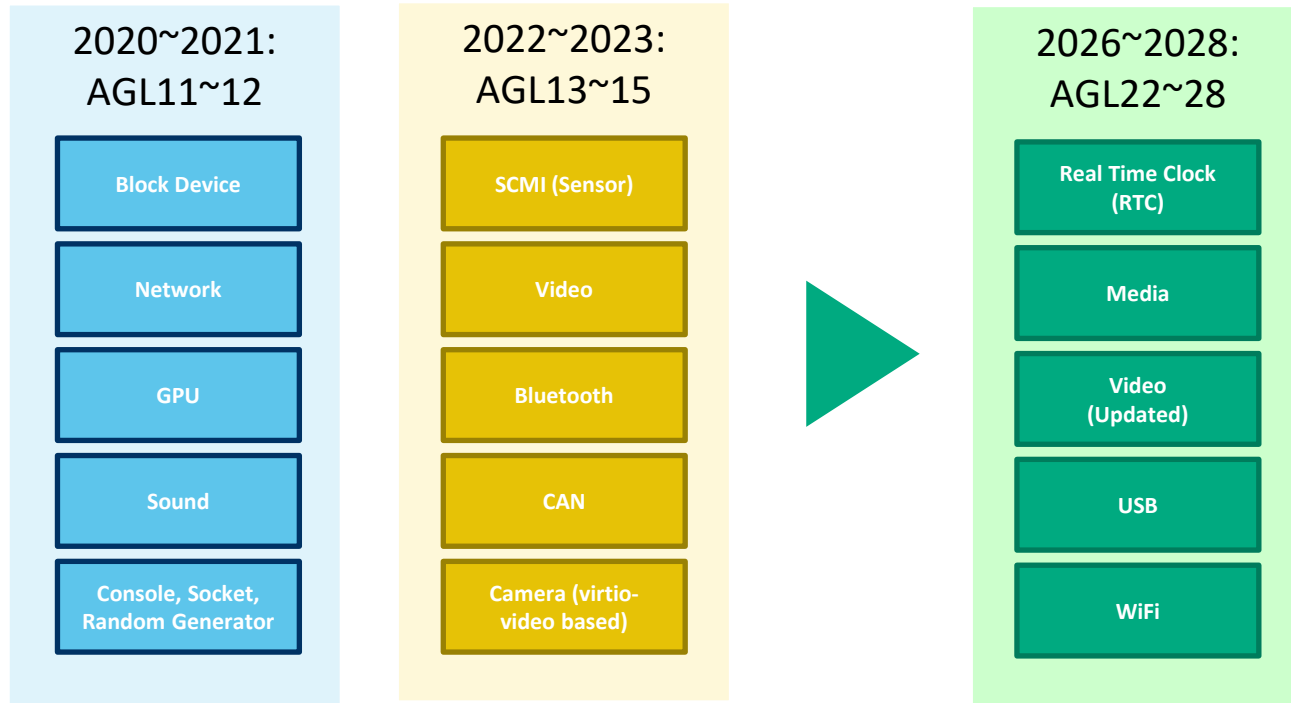 2020~2021:
AGL11~12
Block Device
Network
GPU
Sound
Console, Socket,
Random Generator
2022~2023:
AGL13~15
SCMI (Sensor)
Video
Bluetooth
CAN
Camera (virtio-
video based)
2026~2028:
AGL22~28
Real Time Clock
(RTC)
Media
Video
(Updated)
USB
WiFi